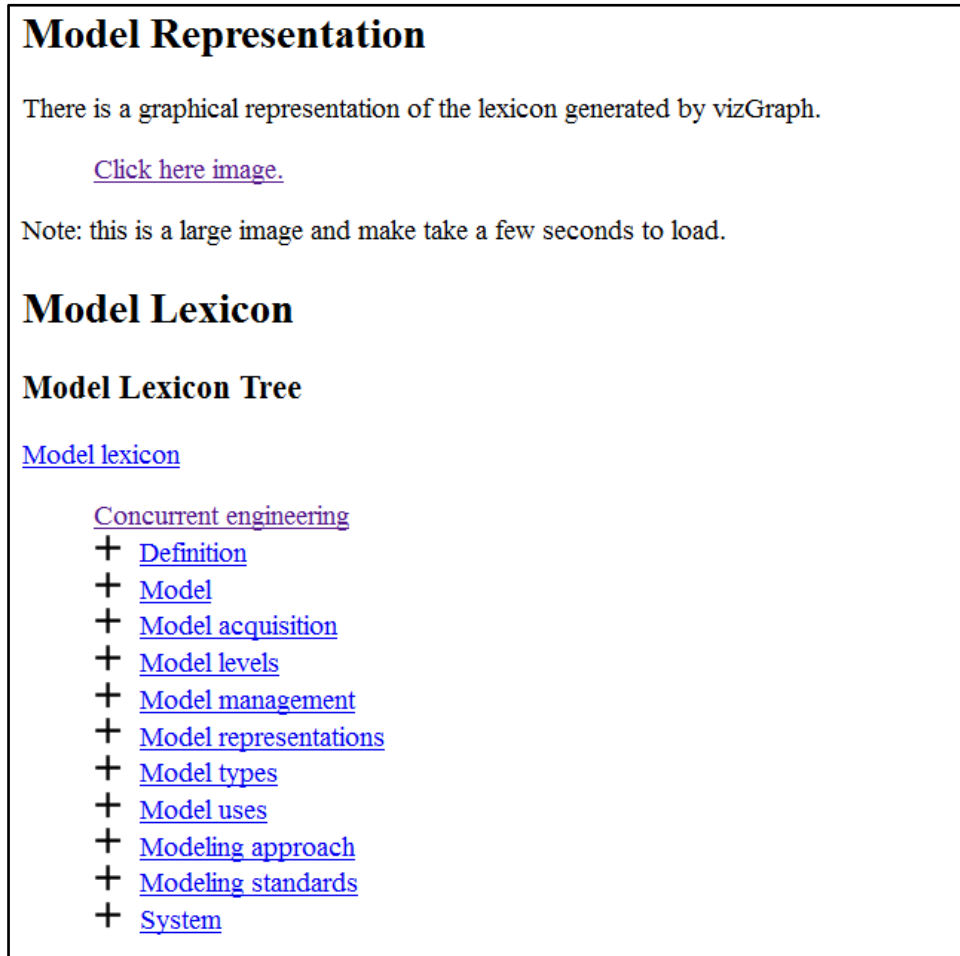 Model Representation
There is a graphical representation of the lexicon generated by vizGraph.
Click here image.
Note: this is a large image and make take a few seconds to load.
Model Lexicon
Model Lexicon Tree
Model lexicon
Concurrent engineering
+ Definition
+ Model
+ Model acquisition
+ Model levels
+ Model management
+ Model representations
+ Model types
+ Model uses
+ Modeling approach
+ Modeling standards
+ System